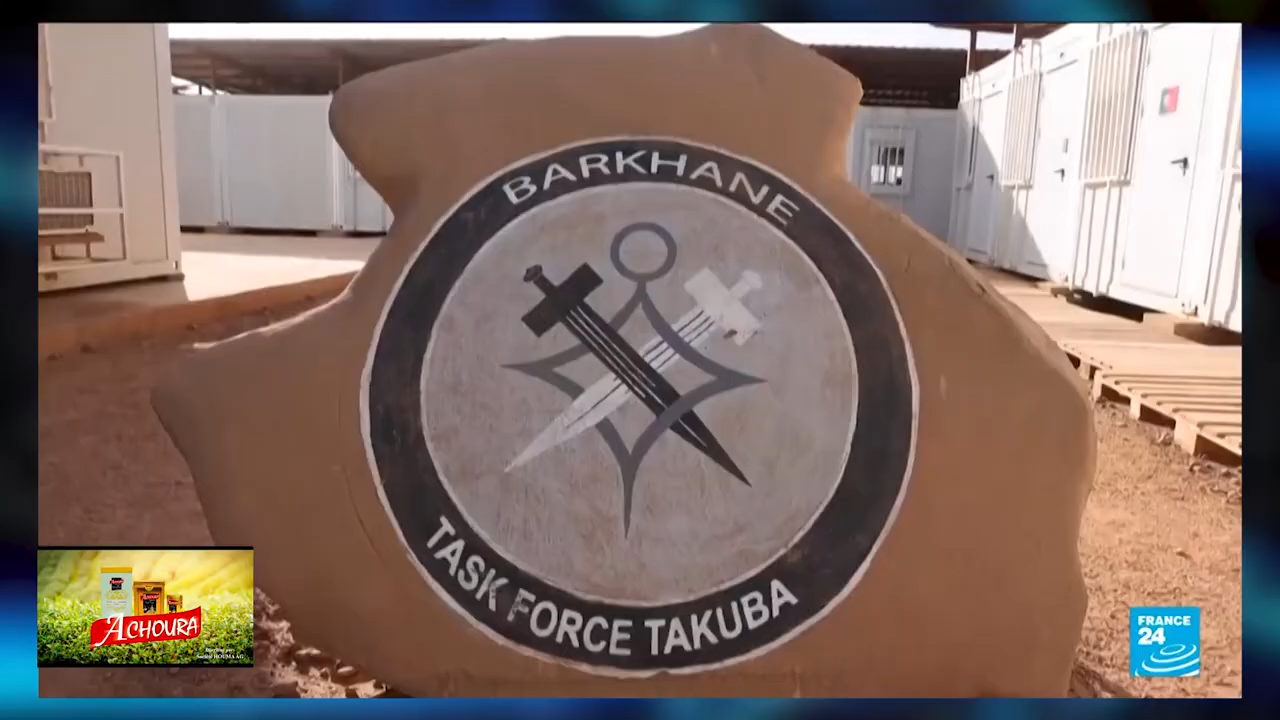 BARKHANE
TASK FORCE TAKUBA
ACHOURA
FRANCE
24